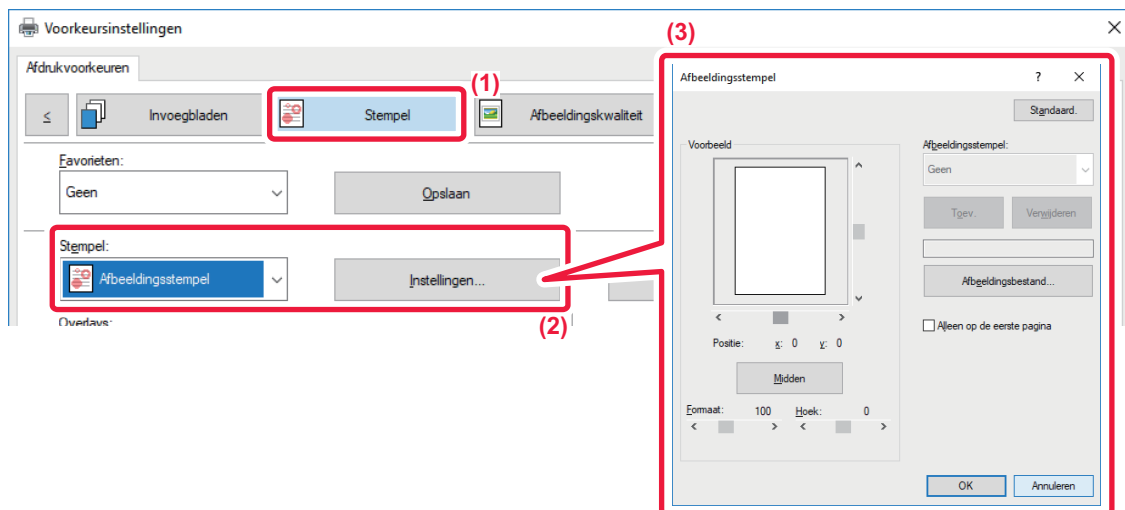 Voorkeursinstellingen
Afdrukvoorkeuren
(1)
<
Invoegbladen
Stempel
Afbeeldingskwaliteit
Favorieten:
Geen
Opslaan
Stempel:
Afbeeldingsstempel
Instellingen...
Overlays:
(2)
(3)
Afbeeldingsstempel
?
Standaard.
Voorbeeld
Positie: x: 0 y: 0
Midden
Formaat: 100 Hoek: 0
Afbeeldingsstempel:
Geen
Toev.
Verwijderen
Afbeeldingsbestand...
Alleen op de eerste pagina
OK
Annuleren